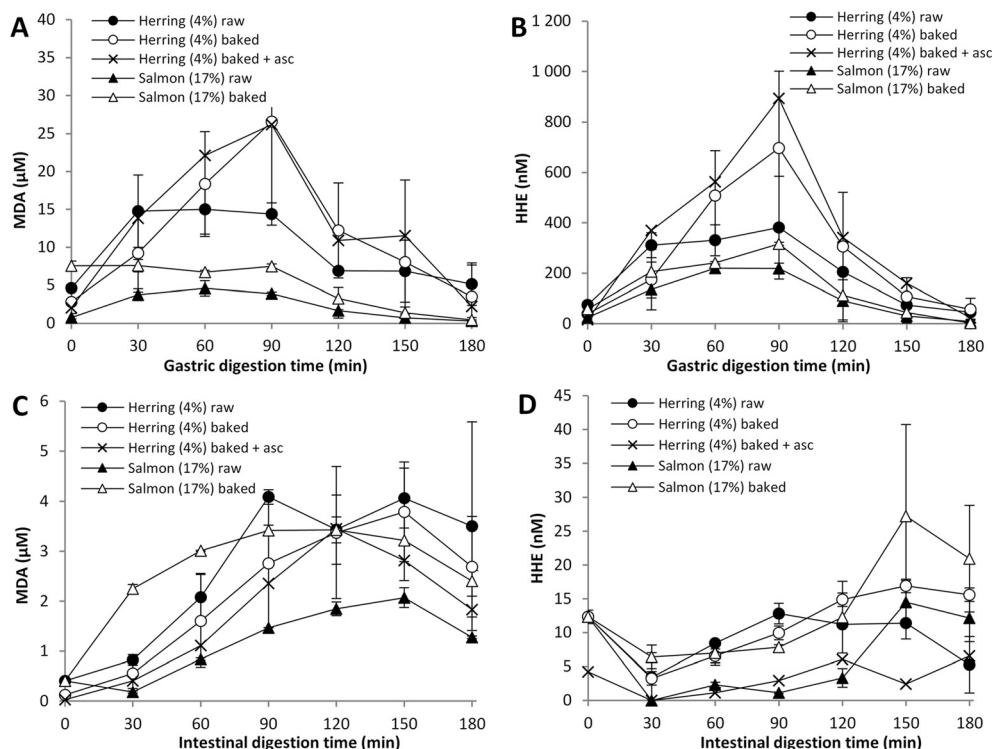 A
MDA (µM)
40
35
30
25
20
15
10
5
0
Herring (4%) raw
Herring (4%) baked
Herring (4%) baked + asc
Salmon (17%) raw
Salmon (17%) baked
0 30 60 90 120 150 180
Gastric digestion time (min)
B
HHE (nM)
1 200
1 000
800
600
400
200
0
Herring (4%) raw
Herring (4%) baked
Herring (4%) baked + asc
Salmon (17%) raw
Salmon (17%) baked
0 30 60 90 120 150 180
Gastric digestion time (min)
C
MDA (µM)
6
5
4
3
2
1
0
Herring (4%) raw
Herring (4%) baked
Herring (4%) baked + asc
Salmon (17%) raw
Salmon (17%) baked
0 30 60 90 120 150 180
Intestinal digestion time (min)
D
HHE (nM)
45
40
35
30
25
20
15
10
5
0
Herring (4%) raw
Herring (4%) baked
Herring (4%) baked + asc
Salmon (17%) raw
Salmon (17%) baked
0 30 60 90 120 150 180
Intestinal digestion time (min)